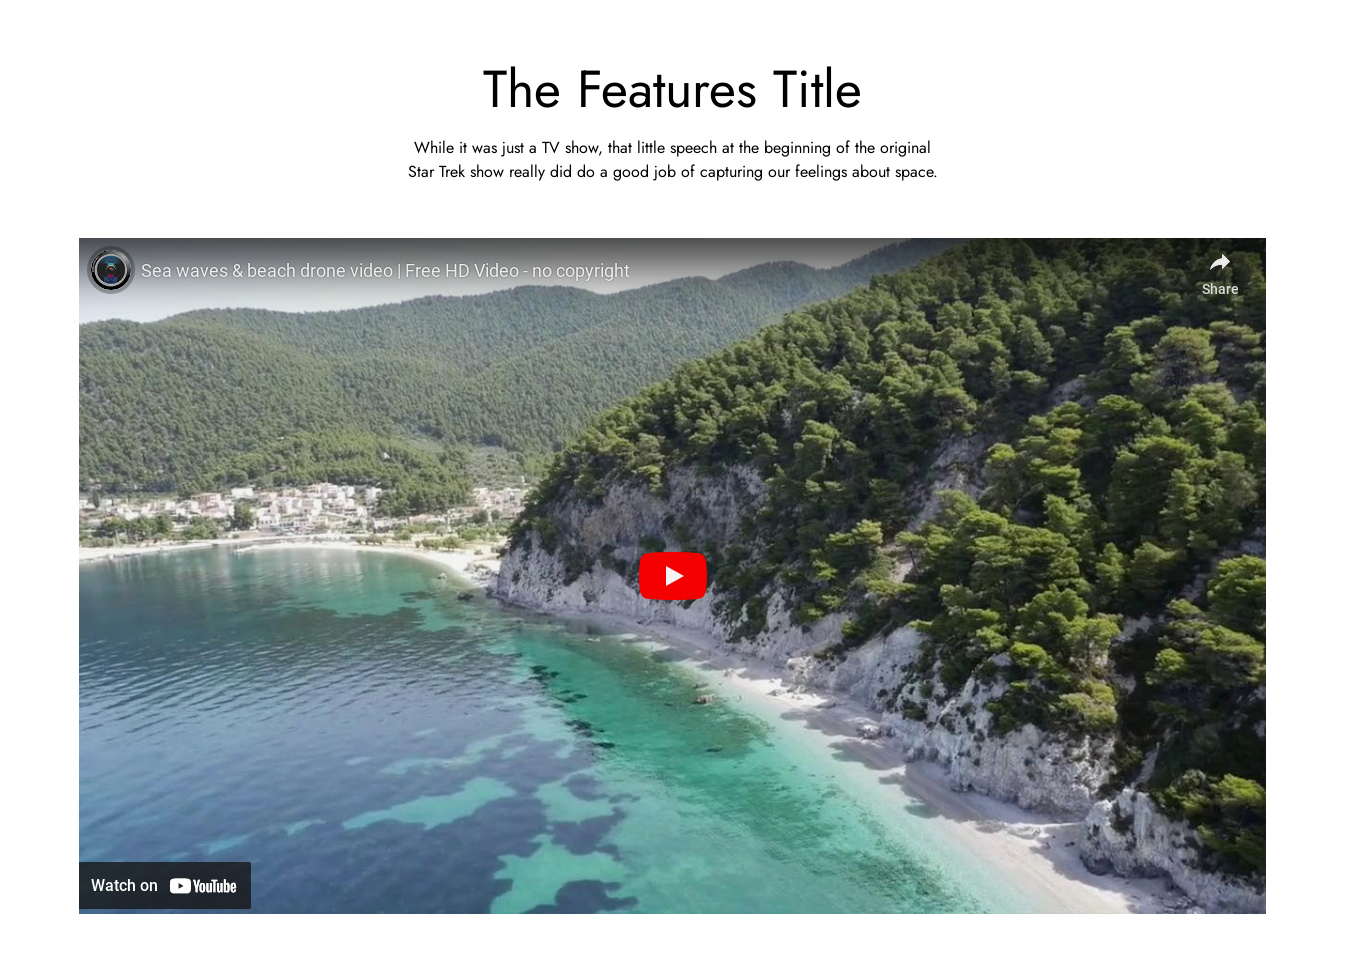 The Features Title
While it was just a TV show, that little speech at the beginning of the original
Star Trek show really did do a good job of capturing our feelings about space.
Sea waves & beach drone video | Free HD Video - no copyright
Share
Watch on YouTube